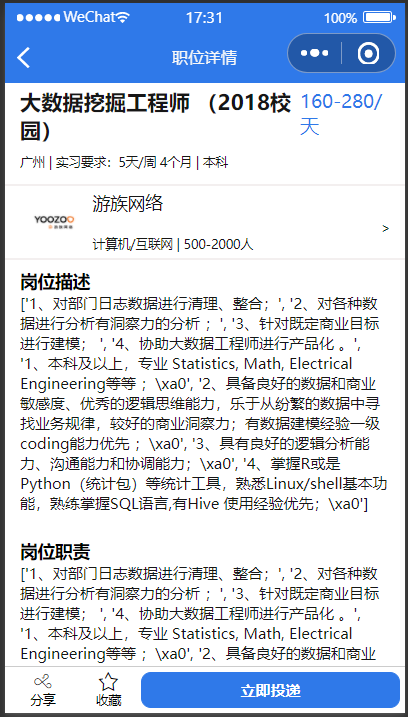 WeChat 17:31 100%
职位详情
大数据挖掘工程师 （2018校 160-280/
园） 天
广州 | 实习要求：5天/周 4个月 | 本科
YOOZOO 游族网络
计算机/互联网 | 500-2000人 >
岗位描述
['1、对部门日志数据进行清理、整合；', '2、对各种数
据进行分析有洞察力的分析 ；', '3、针对既定商业目标
进行建模； ', '4、协助大数据工程师进行产品化 。',
'1、本科及以上，专业 Statistics, Math, Electrical
Engineering等等 ；\xa0', '2、具备良好的数据和商业
敏感度、优秀的逻辑思维能力，乐于从纷繁的数据中寻
找业务规律，较好的商业洞察力；有数据建模经验一级
coding能力优先 ；\xa0', '3、具有良好的逻辑分析能
力、沟通能力和协调能力；\xa0', '4、掌握R或是
Python（统计包）等统计工具，熟悉Linux/shell基本功
能，熟练掌握SQL语言,有Hive 使用经验优先；\xa0']
岗位职责
['1、对部门日志数据进行清理、整合；', '2、对各种数
据进行分析有洞察力的分析 ；', '3、针对既定商业目标
进行建模； ', '4、协助大数据工程师进行产品化 。',
'1、本科及以上，专业 Statistics, Math, Electrical
Engineering等等 ；\xa0', '2、具备良好的数据和商业
分享 收藏 立即投递